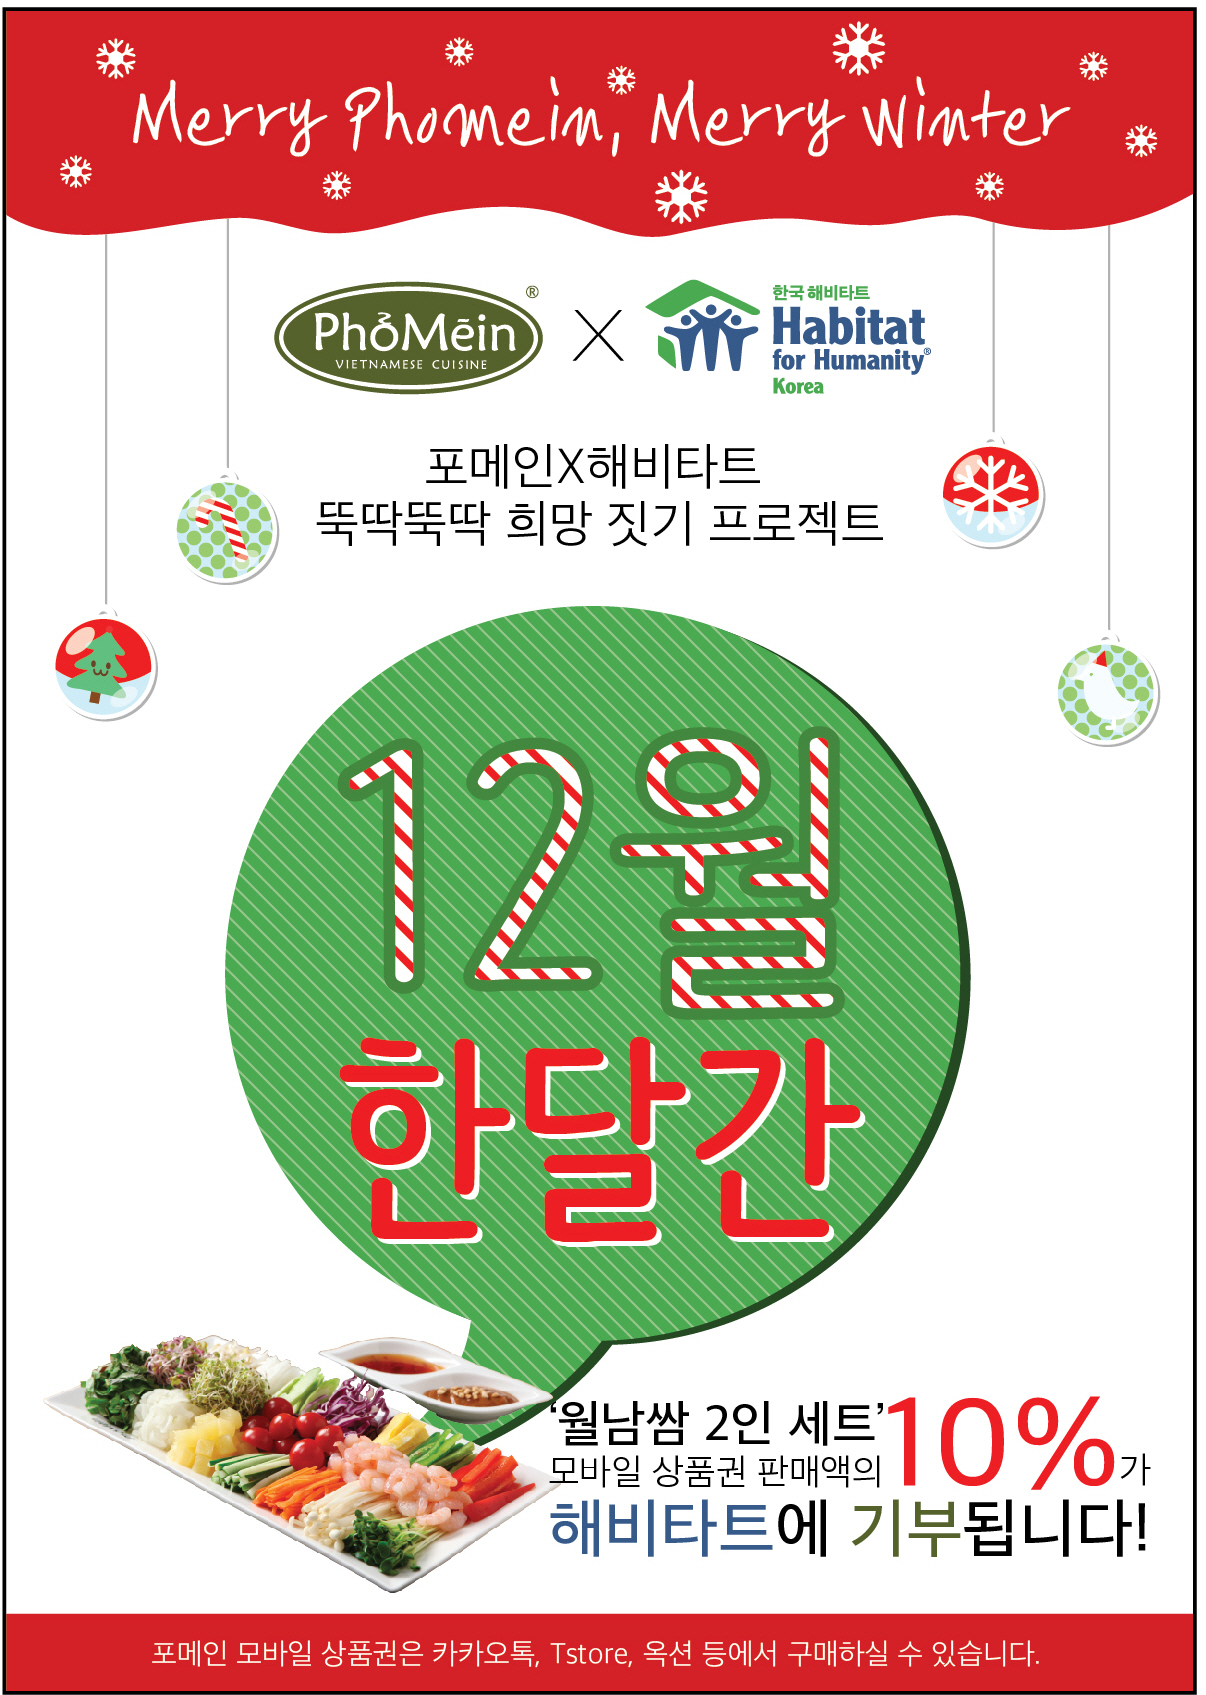 Merry Phomein, Merry Winter
PhởMẽin ®
VIETNAMESE CUISINE
X
한국 해비타트
Habitat
for Humanity®
Korea
포메인X해비타트
뚝딱뚝딱 희망 짓기 프로젝트
12월
한달간
‘월남쌈 2인 세트’
모바일 상품권 판매액의 10%가
해비타트에 기부됩니다!
포메인 모바일 상품권은 카카오톡, Tstore, 옥션 등에서 구매하실 수 있습니다.